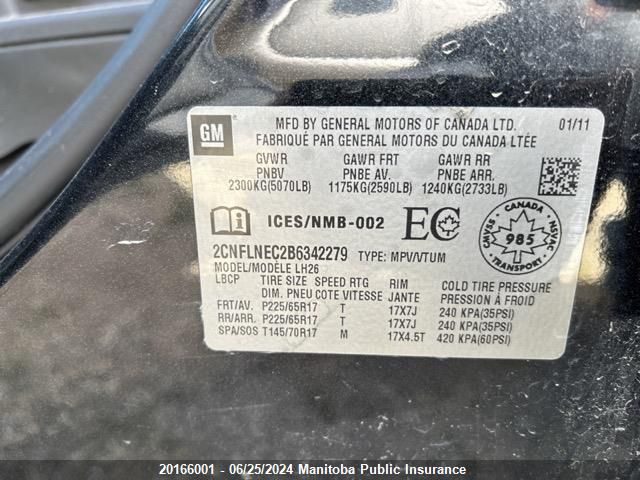 GM
MFD BY GENERAL MOTORS OF CANADA LTD. 01/11
FABRIQUÉ PAR GENERAL MOTORS DU CANADA LTÉE
GVWR GAWR FRT GAWR RR
PNBV PNBE AV. PNBE ARR.
2300KG(5070LB) 1175KG(2590LB) 1240KG(2733LB)
ICES/NMB-002 EC
CANADA
SRAWV 985 NSVAC
TRANSPORT
2CNFLNEC2B6342279 TYPE: MPV/VTUM
MODEL/MODÈLE LH26
LBCP TIRE SIZE SPEED RTG RIM COLD TIRE PRESSURE
DIM. PNEU COTE VITESSE JANTE PRESSION À FROID
FRT/AV. P225/65R17 T 17X7J 240 KPA(35PSI)
RR/ARR. P225/65R17 T 17X7J 240 KPA(35PSI)
SPA/SOS T145/70R17 M 17X4.5T 420 KPA(60PSI)
20166001 - 06/25/2024 Manitoba Public Insurance